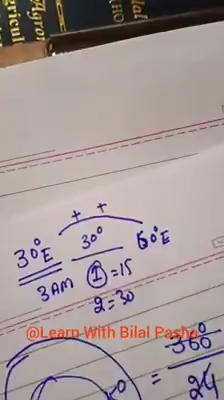 + +
30°E 30° 60°E
3AM ① = 15
2 = 30
@Learn With Bilal Pasha
360°
= 24